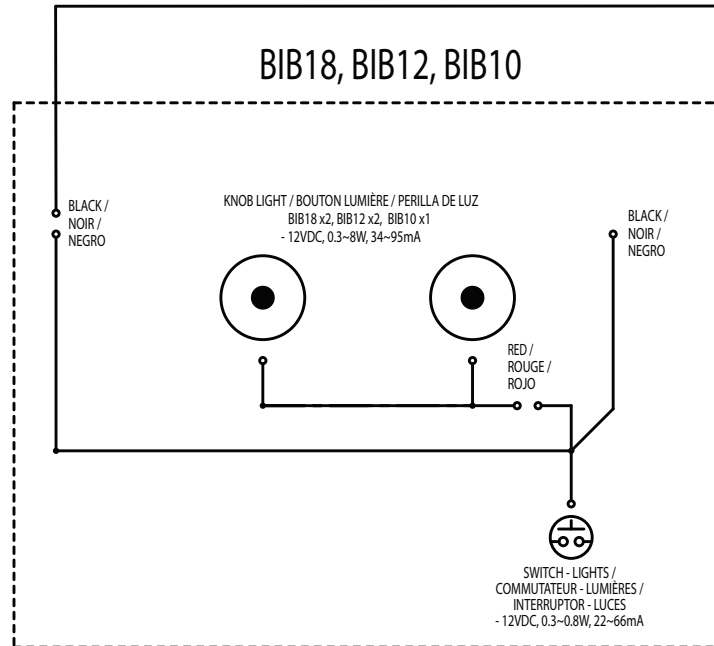 BIB18, BIB12, BIB10
BLACK /
NOIR /
NEGRO
KNOB LIGHT / BOUTON LUMIÈRE / PERILLA DE LUZ
BIB18 x2, BIB12 x2, BIB10 x1
- 12VDC, 0.3~8W, 34~95mA
BLACK /
NOIR /
NEGRO
RED /
ROUGE /
ROJO
SWITCH - LIGHTS /
COMMUTATEUR - LUMIÈRES /
INTERRUPTOR - LUCES
- 12VDC, 0.3~0.8W, 22~66mA